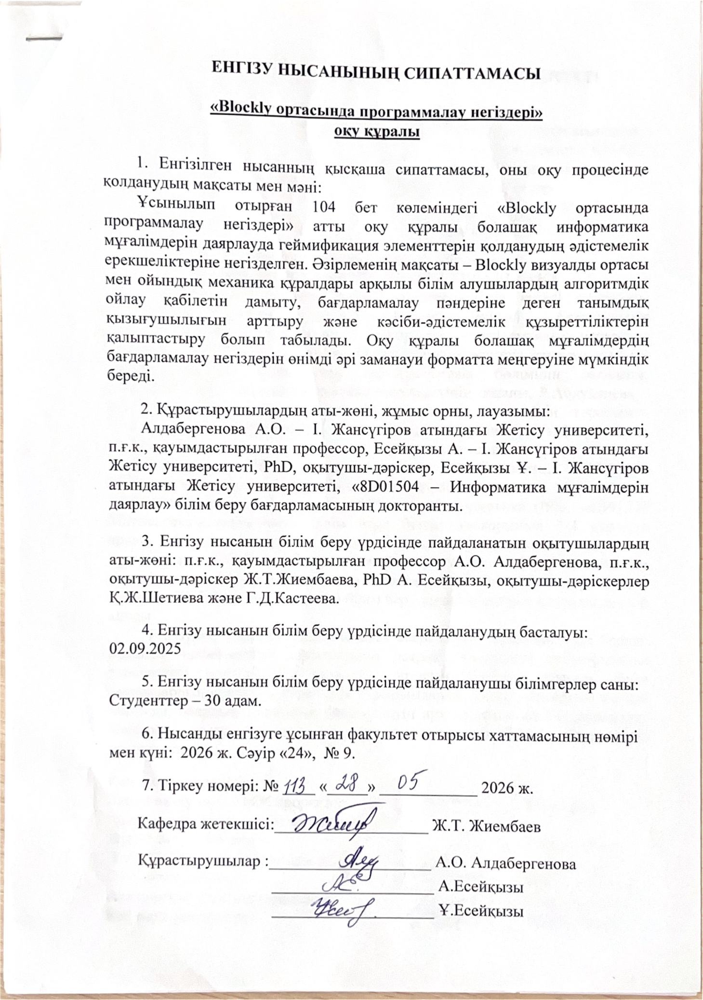 ЕНГІЗУ НЫСАНЫНЫҢ СИПАТТАМАСЫ
«Blockly ортасында программалау негіздері»
оқу құралы
1. Енгізілген нысанның қысқаша сипаттамасы, оны оқу процесінде
қолданудың мақсаты мен мәні:
Ұсынылып отырған 104 бет көлеміндегі «Blockly ортасында
программалау негіздері» атты оқу құралы болашақ информатика
мұғалімдерін даярлауда геймификация элементтерін қолданудың әдістемелік
ерекшеліктеріне негізделген. Әзірлеменің мақсаты – Blockly визуалды ортасы
мен ойындық механика құралдары арқылы білім алушылардың алгоритмдік
ойлау қабілетін дамыту, бағдарламалау пәндеріне деген танымдық
қызығушылығын арттыру және кәсіби-әдістемелік құзыреттіліктерін
қалыптастыру болып табылады. Оқу құралы болашақ мұғалімдердің
бағдарламалау негіздерін өнімді әрі заманауи форматта меңгеруіне мүмкіндік
береді.
2. Құрастырушылардың аты-жөні, жұмыс орны, лауазымы:
Алдабергенова А.О. – І. Жансүгіров атындағы Жетісу университеті,
п.ғ.к., қауымдастырылған профессор, Есейқызы А. – І. Жансүгіров атындағы
Жетісу университеті, PhD, оқытушы-дәріскер, Есейқызы Ұ. – І. Жансүгіров
атындағы Жетісу университеті, «8D01504 – Информатика мұғалімдерін
даярлау» білім беру бағдарламасының докторанты.
3. Енгізу нысанын білім беру үрдісінде пайдаланатын оқытушылардың
аты-жөні: п.ғ.к., қауымдастырылған профессор А.О. Алдабергенова, п.ғ.к.,
оқытушы-дәріскер Ж.Т.Жиембаева, PhD А. Есейқызы, оқытушы-дәріскерлер
Қ.Ж.Шетиева және Г.Д.Кастеева.
4. Енгізу нысанын білім беру үрдісінде пайдаланудың басталуы:
02.09.2025
5. Енгізу нысанын білім беру үрдісінде пайдаланушы білімгерлер саны:
Студенттер – 30 адам.
6. Нысанды енгізуге ұсынған факультет отырысы хаттамасының нөмірі
мен күні: 2026 ж. Сәуір «24», № 9.
7. Тіркеу номері: № 113 «28» 05 2026 ж.
Кафедра жетекшісі: Ж.Т. Жиембаев
Құрастырушылар : А.О. Алдабергенова
А.Есейқызы
Ұ.Есейқызы